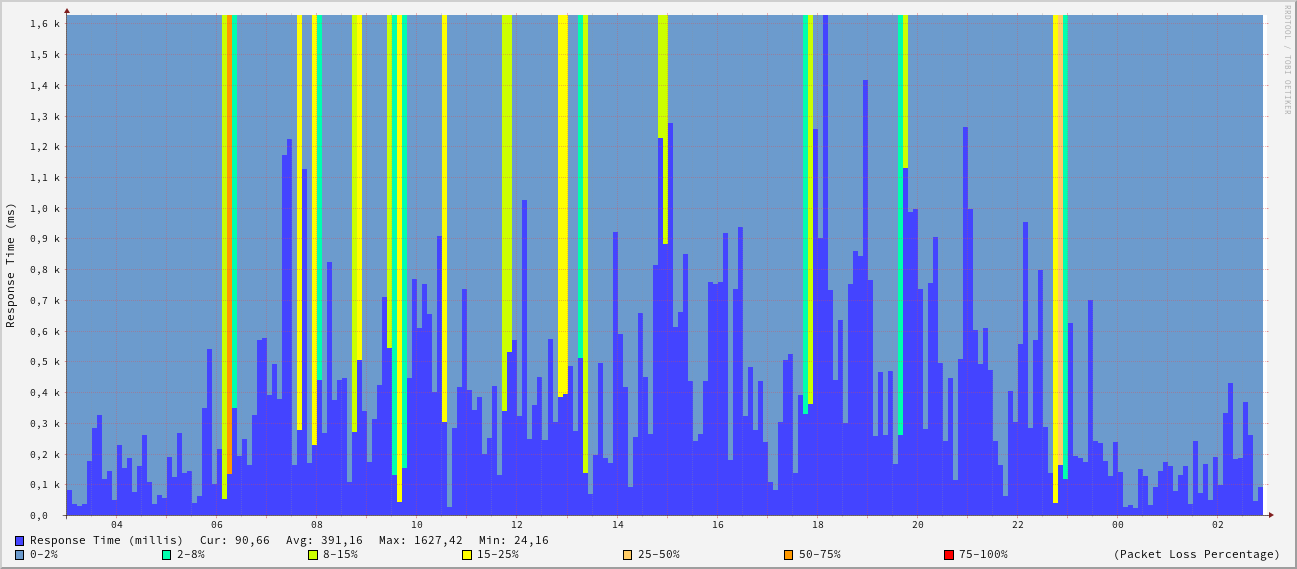 RRDTOOL / TOBI OETIKER
Response Time (ms)
1,6 k
1,5 k
1,4 k
1,3 k
1,2 k
1,1 k
1,0 k
0,9 k
0,8 k
0,7 k
0,6 k
0,5 k
0,4 k
0,3 k
0,2 k
0,1 k
0,0
04 06 08 10 12 14 16 18 20 22 00 02
Response Time (millis) Cur: 90,66 Avg: 391,16 Max: 1627,42 Min: 24,16
0-2% 2-8% 8-15% 15-25% 25-50% 50-75% 75-100% (Packet Loss Percentage)